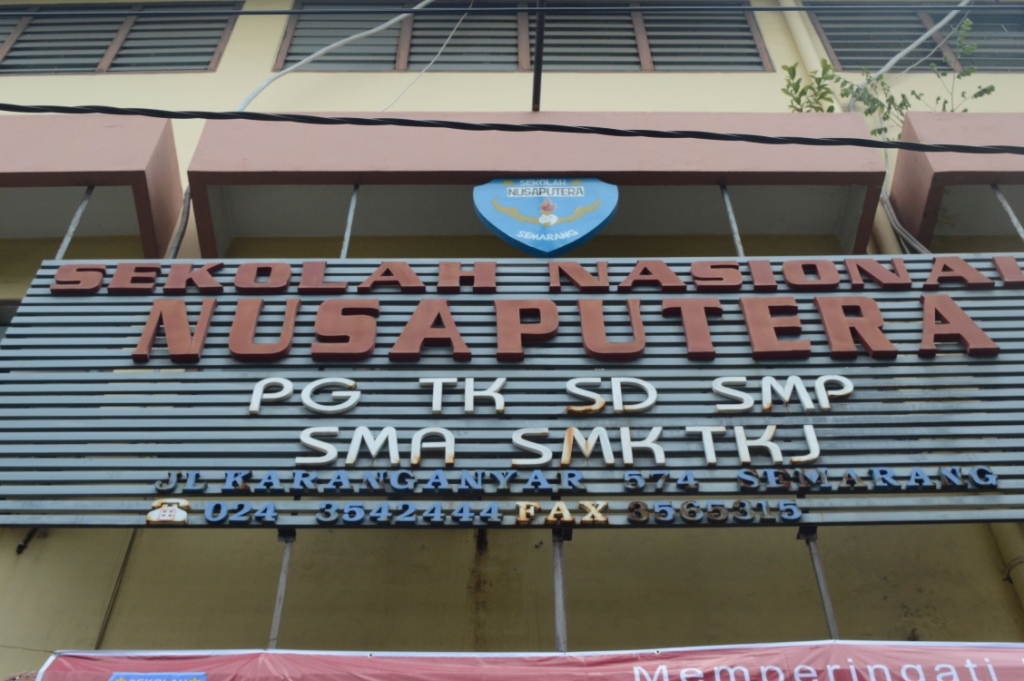 SEKOLAH
NUSAPUTERA
SEMARANG
SEKOLAH NASIONAL
NUSAPUTERA
PG TK SD SMP
SMA SMK TKJ
JL KARANGANYAR 574 SEMARANG
024 3542444 FAX 3565315
SEKOLAH
Memperingati